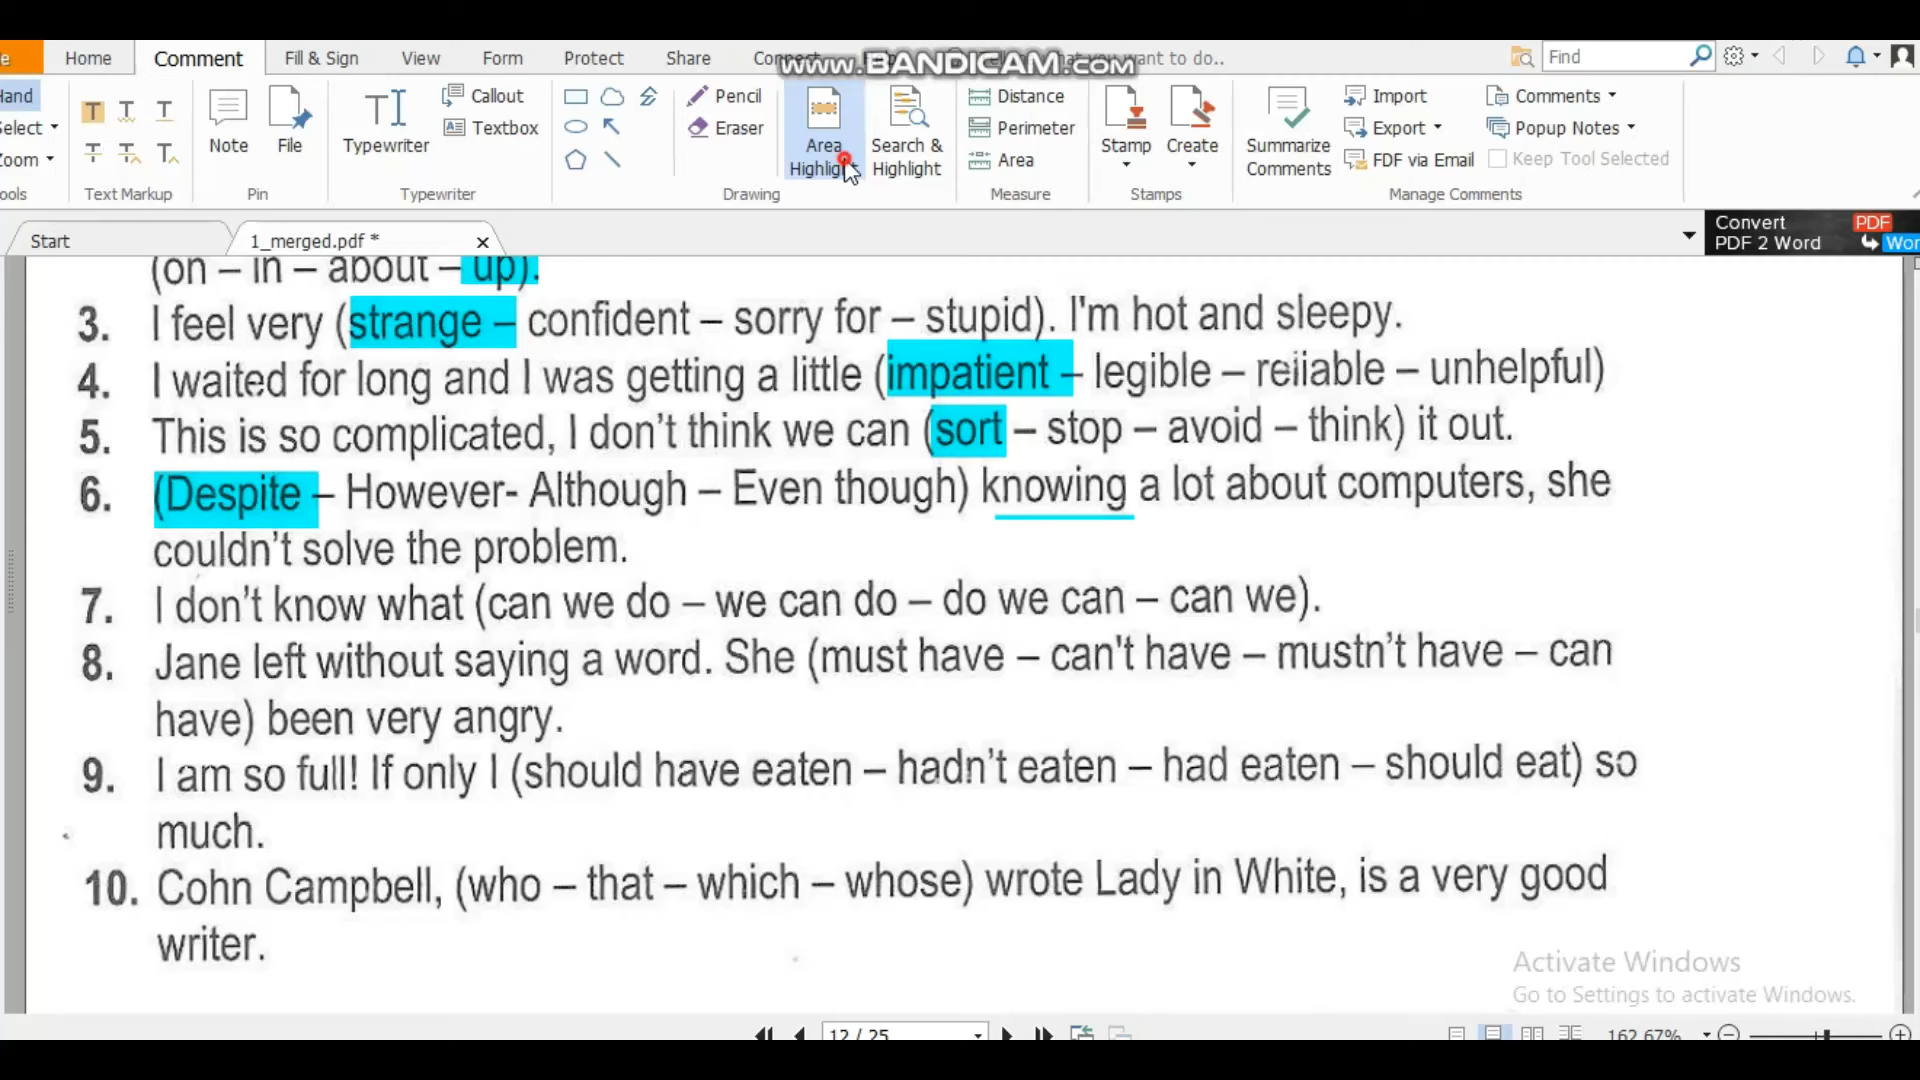 Home Comment Fill & Sign View Form Protect Share Connect you want to do.. Find
www.BANDICAM.com
Hand Callout Pencil Distance Import Comments
Select Note File Typewriter Textbox Eraser Area Highlight Search & Highlight Perimeter Stamp Create Summarize Comments Export Popup Notes
Zoom Area FDF via Email Keep Tool Selected
Text Markup Pin Typewriter Drawing Measure Stamps Manage Comments
Start 1_merged.pdf * Convert PDF
PDF 2 Word
(on – in – about – up).
3. I feel very (strange – confident – sorry for – stupid). I'm hot and sleepy.
4. I waited for long and I was getting a little (impatient – legible – reliable – unhelpful)
5. This is so complicated, I don't think we can (sort – stop – avoid – think) it out.
6. (Despite – However- Although – Even though) knowing a lot about computers, she
couldn't solve the problem.
7. I don't know what (can we do – we can do – do we can – can we).
8. Jane left without saying a word. She (must have – can't have – mustn't have – can
have) been very angry.
9. I am so full! If only I (should have eaten – hadn't eaten – had eaten – should eat) so
much.
10. Cohn Campbell, (who – that – which – whose) wrote Lady in White, is a very good
writer.
Activate Windows
Go to Settings to activate Windows.
12 / 25 162.67%